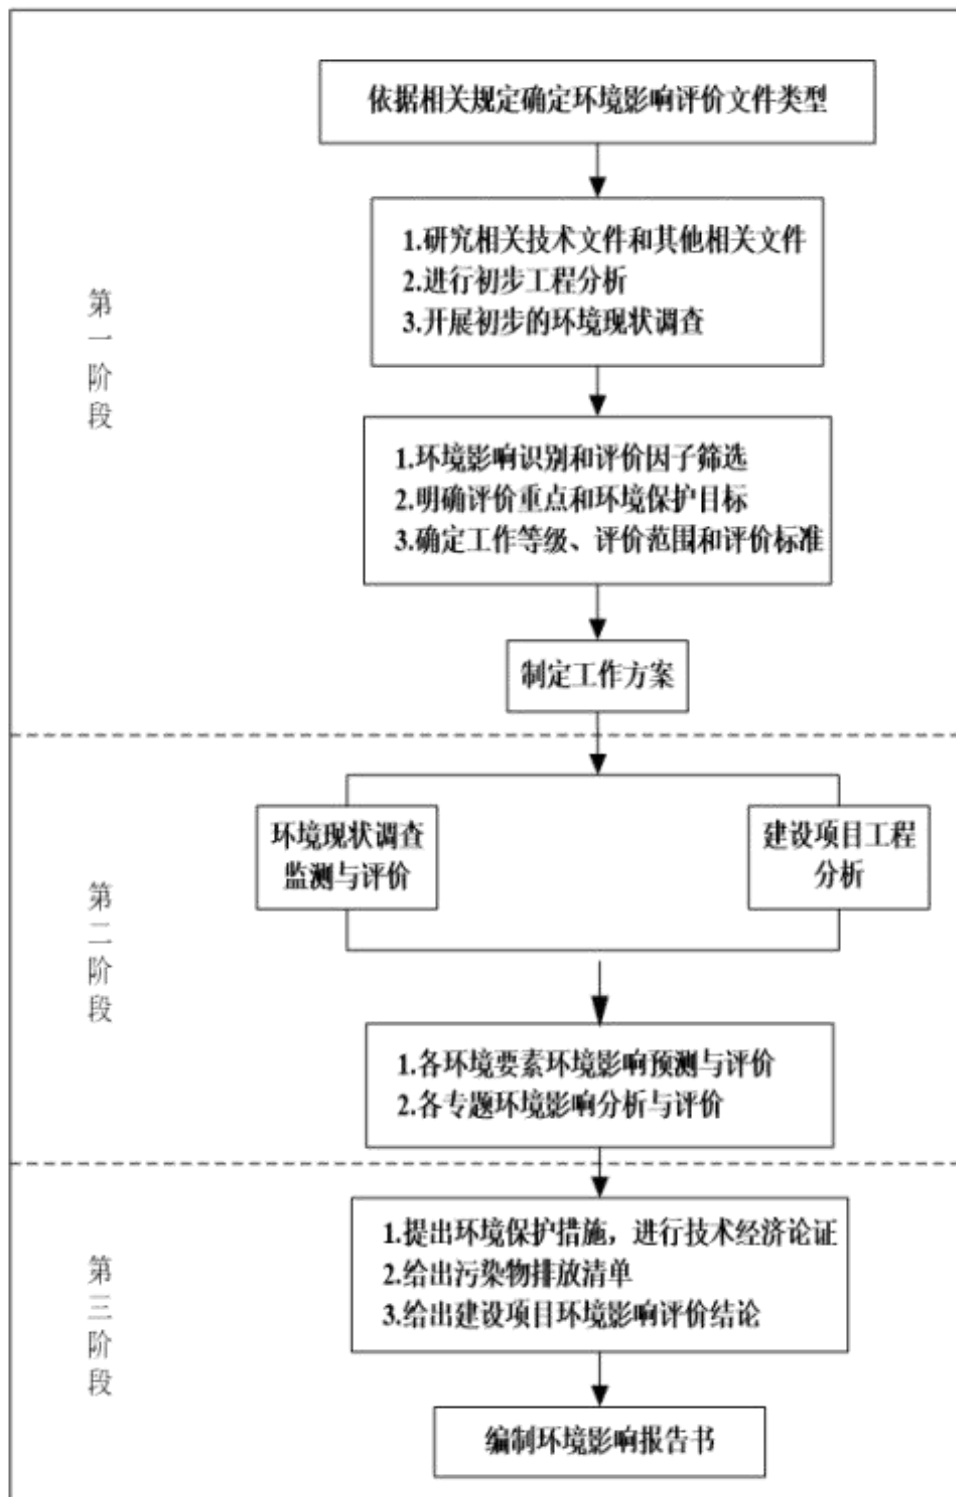 依据相关规定确定环境影响评价文件类型
1.研究相关技术文件和其他相关文件
2.进行初步工程分析
3.开展初步的环境现状调查
第一阶段
1.环境影响识别和评价因子筛选
2.明确评价重点和环境保护目标
3.确定工作等级、评价范围和评价标准
制定工作方案
环境现状调查
监测与评价
建设项目工程
分析
第二阶段
1.各环境要素环境影响预测与评价
2.各专题环境影响分析与评价
1.提出环境保护措施，进行技术经济论证
2.给出污染物排放清单
3.给出建设项目环境影响评价结论
第三阶段
编制环境影响报告书